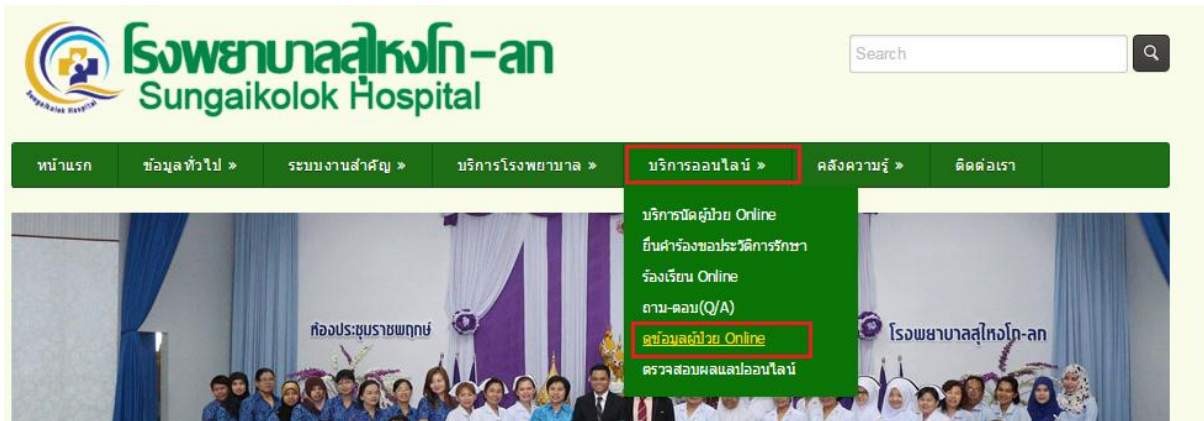 โรงพยาบาลสุไหงโก-ลก
Sungaikolok Hospital
Sungaikolok Hospital
Search
หน้าแรก ข้อมูลทั่วไป » ระบบงานสำคัญ » บริการโรงพยาบาล » บริการออนไลน์ » คลังความรู้ » ติดต่อเรา
บริการนัดผู้ป่วย Online
ยื่นคำร้องขอประวัติการรักษา
ร้องเรียน Online
ถาม-ตอบ(Q/A)
ดูข้อมูลผู้ป่วย Online
ตรวจสอบผลแลปออนไลน์
ห้องประชุมราชพฤกษ์
โรงพยาบาลสุไหงโก-ลก